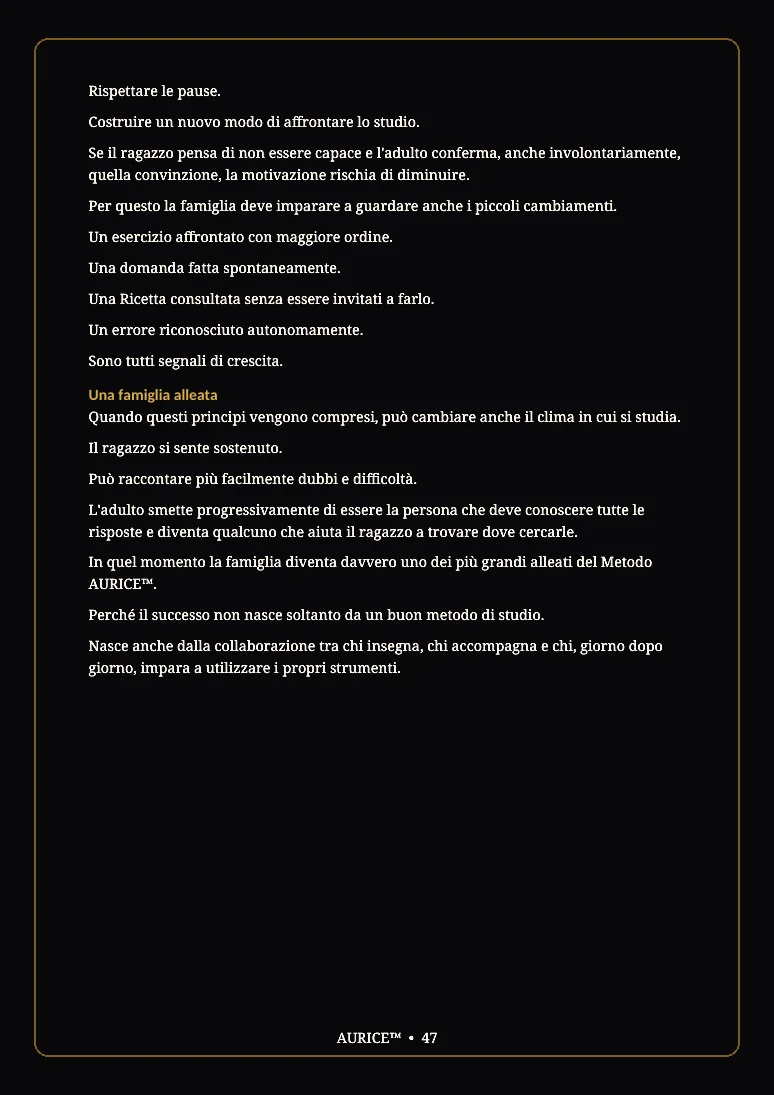 Rispettare le pause.
Costruire un nuovo modo di affrontare lo studio.
Se il ragazzo pensa di non essere capace e l'adulto conferma, anche involontariamente,
quella convinzione, la motivazione rischia di diminuire.
Per questo la famiglia deve imparare a guardare anche i piccoli cambiamenti.
Un esercizio affrontato con maggiore ordine.
Una domanda fatta spontaneamente.
Una Ricetta consultata senza essere invitati a farlo.
Un errore riconosciuto autonomamente.
Sono tutti segnali di crescita.
Una famiglia alleata
Quando questi principi vengono compresi, può cambiare anche il clima in cui si studia.
Il ragazzo si sente sostenuto.
Può raccontare più facilmente dubbi e difficoltà.
L'adulto smette progressivamente di essere la persona che deve conoscere tutte le
risposte e diventa qualcuno che aiuta il ragazzo a trovare dove cercarle.
In quel momento la famiglia diventa davvero uno dei più grandi alleati del Metodo
AURICE™.
Perché il successo non nasce soltanto da un buon metodo di studio.
Nasce anche dalla collaborazione tra chi insegna, chi accompagna e chi, giorno dopo
giorno, impara a utilizzare i propri strumenti.
AURICE™ • 47